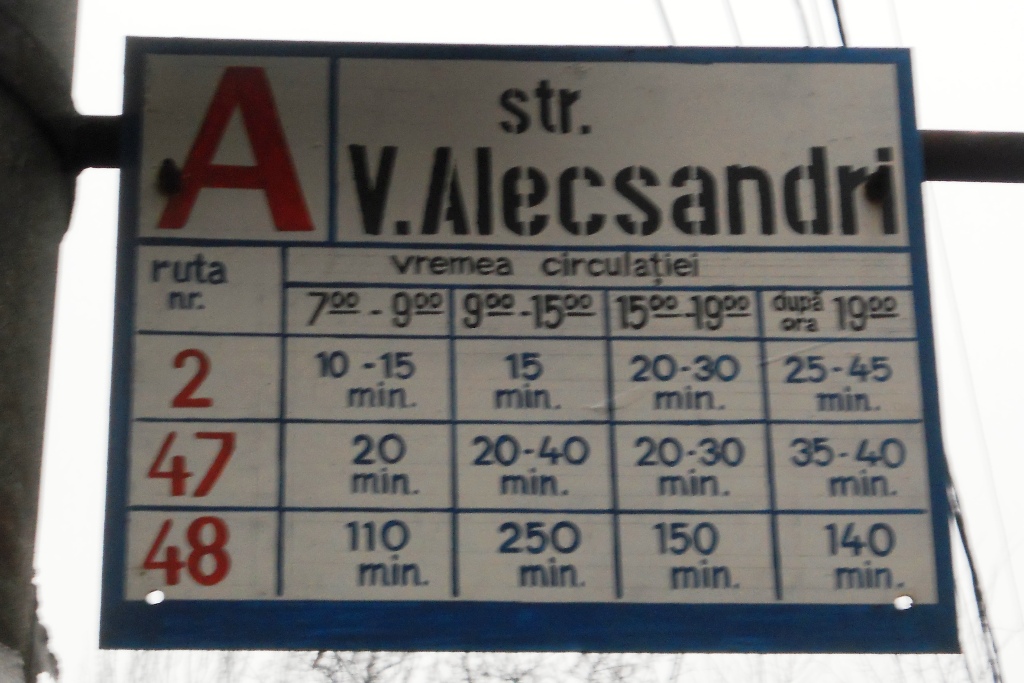 A
str.
V. Alecsandri
ruta nr.
vremea circulației
7⁰⁰ - 9⁰⁰ 9⁰⁰-15⁰⁰ 15⁰⁰-19⁰⁰ după ora 19⁰⁰
2 10-15 min. 15 min. 20-30 min. 25-45 min.
47 20 min. 20-40 min. 20-30 min. 35-40 min.
48 110 min. 250 min. 150 min. 140 min.